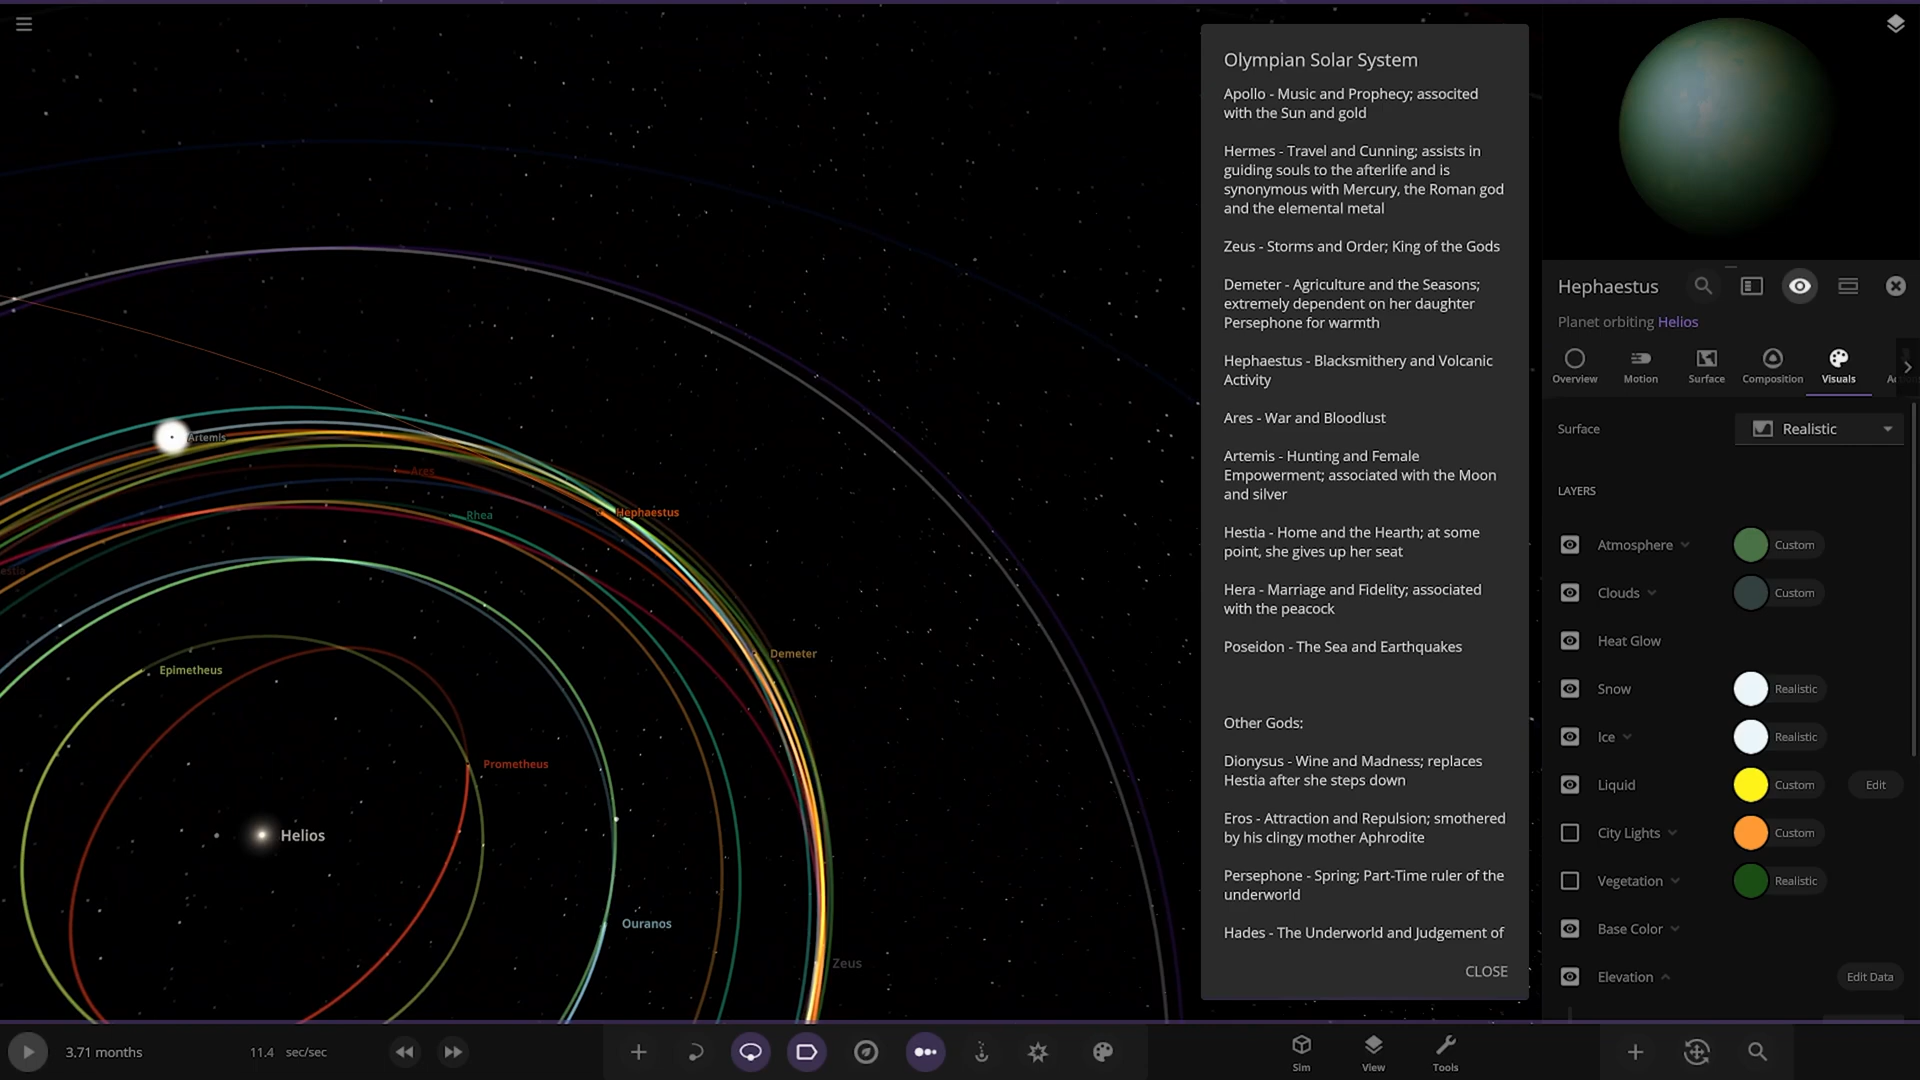 Olympian Solar System
Apollo - Music and Prophecy; associted
with the Sun and gold
Hermes - Travel and Cunning; assists in
guiding souls to the afterlife and is
synonymous with Mercury, the Roman god
and the elemental metal
Zeus - Storms and Order; King of the Gods
Demeter - Agriculture and the Seasons;
extremely dependent on her daughter
Persephone for warmth
Hephaestus - Blacksmithery and Volcanic
Activity
Ares - War and Bloodlust
Artemis - Hunting and Female
Empowerment; associated with the Moon
and silver
Hestia - Home and the Hearth; at some
point, she gives up her seat
Hera - Marriage and Fidelity; associated
with the peacock
Poseidon - The Sea and Earthquakes
Other Gods:
Dionysus - Wine and Madness; replaces
Hestia after she steps down
Eros - Attraction and Repulsion; smothered
by his clingy mother Aphrodite
Persephone - Spring; Part-Time ruler of the
underworld
Hades - The Underworld and Judgement of
CLOSE
Artemis
Ares
Rhea
Hephaestus
estia
Demeter
Epimetheus
Prometheus
Helios
Ouranos
Zeus
Hephaestus
Planet orbiting Helios
Overview
Motion
Surface
Composition
Visuals
Surface
Realistic
LAYERS
Atmosphere
Custom
Clouds
Custom
Heat Glow
Snow
Realistic
Ice
Realistic
Liquid
Custom
Edit
City Lights
Custom
Vegetation
Realistic
Base Color
Elevation
Edit Data
3.71 months
11.4 sec/sec
Sim
View
Tools